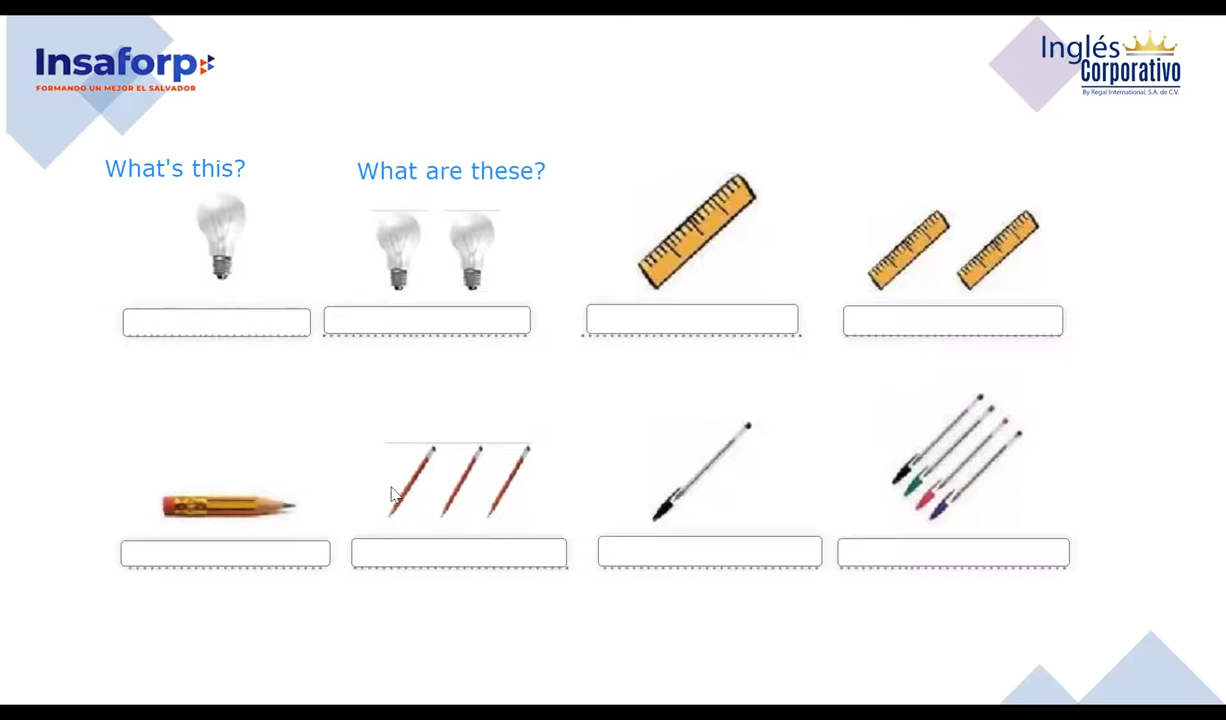 Insaforp
FORMANDO UN MEJOR EL SALVADOR
Inglés
Corporativo
By Regal International, S.A. de C.V.
What's this?
What are these?